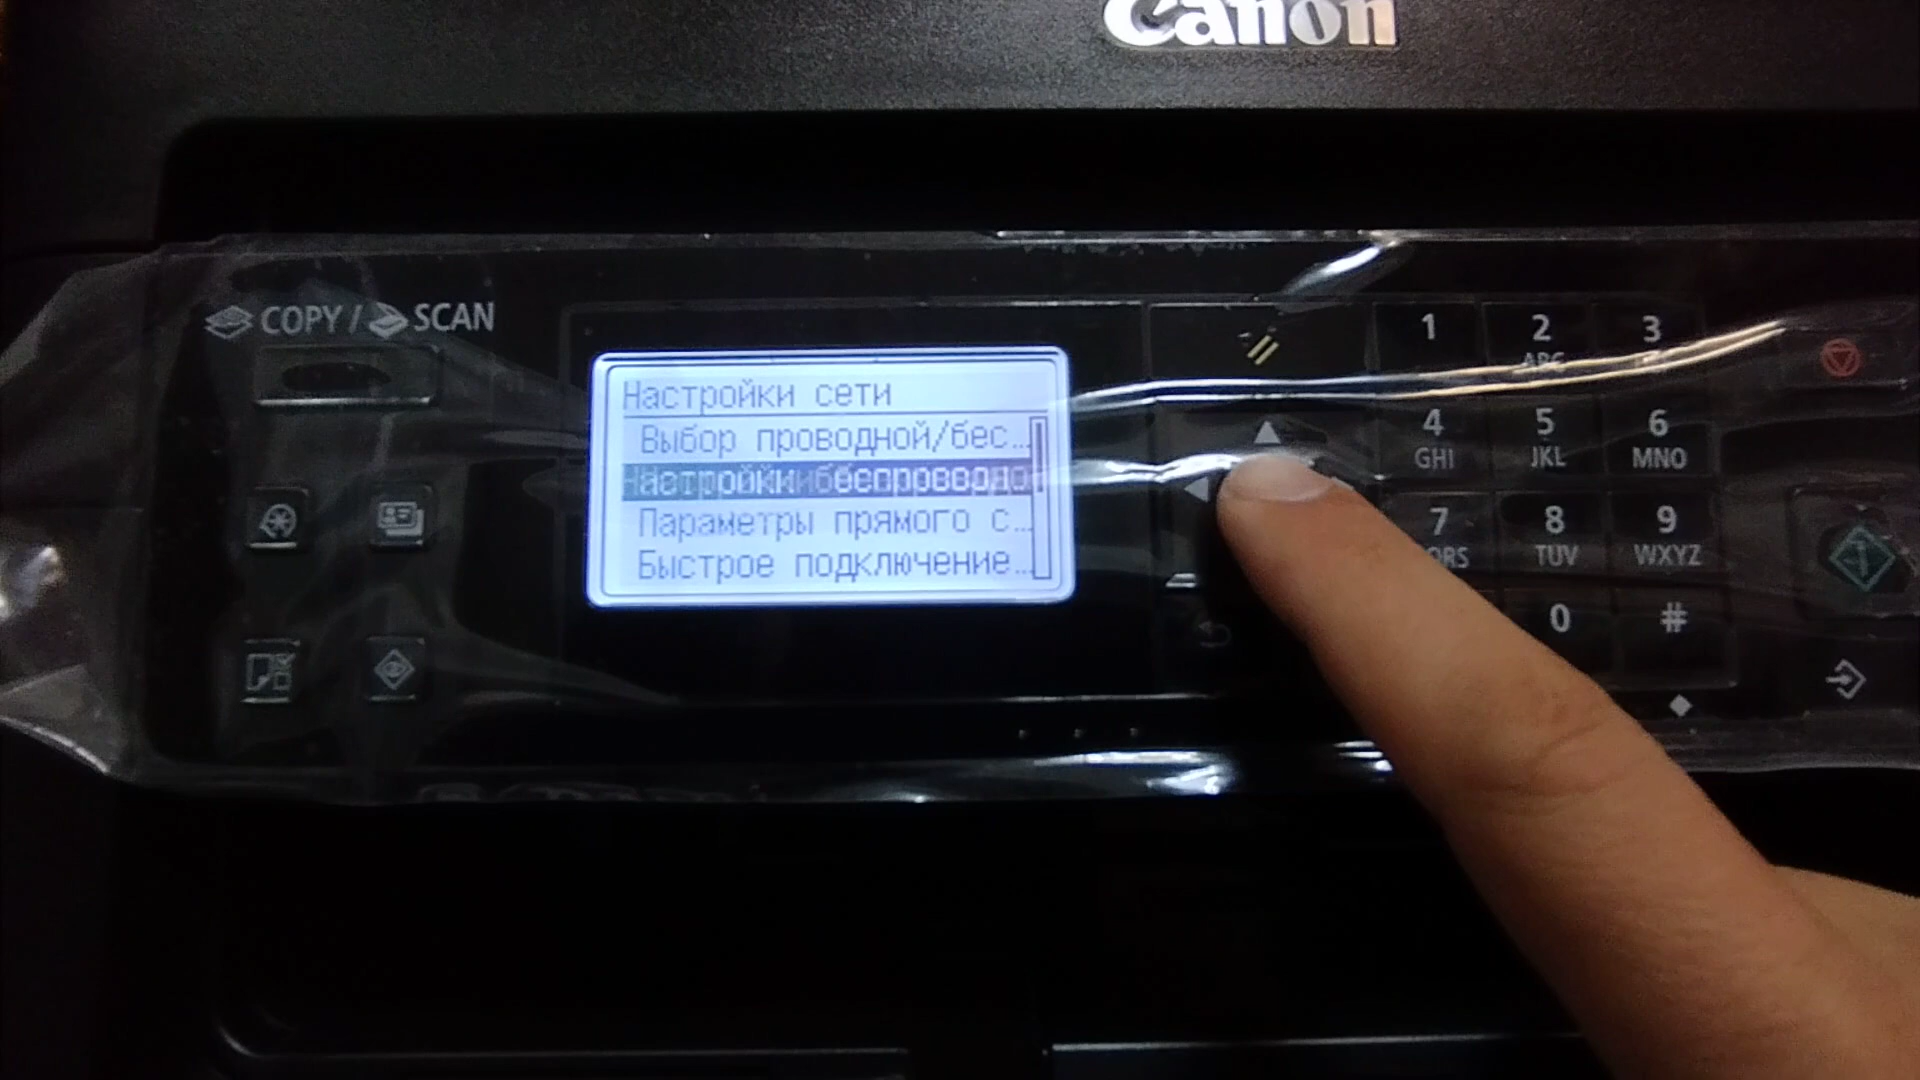 Canon
COPY / SCAN
Настройки сети
Выбор проводной/бес...
Настройки беспроводно
Параметры прямого с...
Быстрое подключение...
1
2
ABC
3
4
GHI
5
JKL
6
MNO
7
QRS
8
TUV
9
WXYZ
0
#